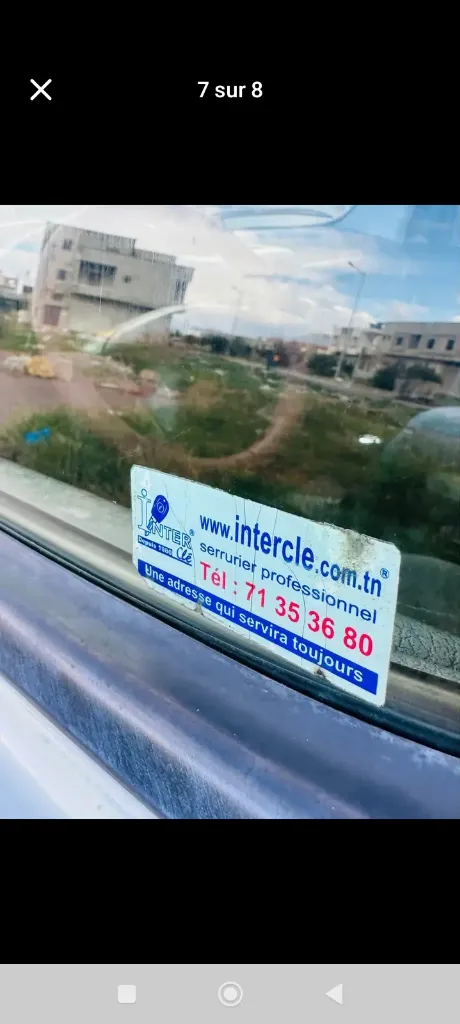 7 sur 8
www.intercle.com.tn®
INTER®
Clé
serrurier professionnel
Tél : 71 35 36 80
Une adresse qui servira toujours